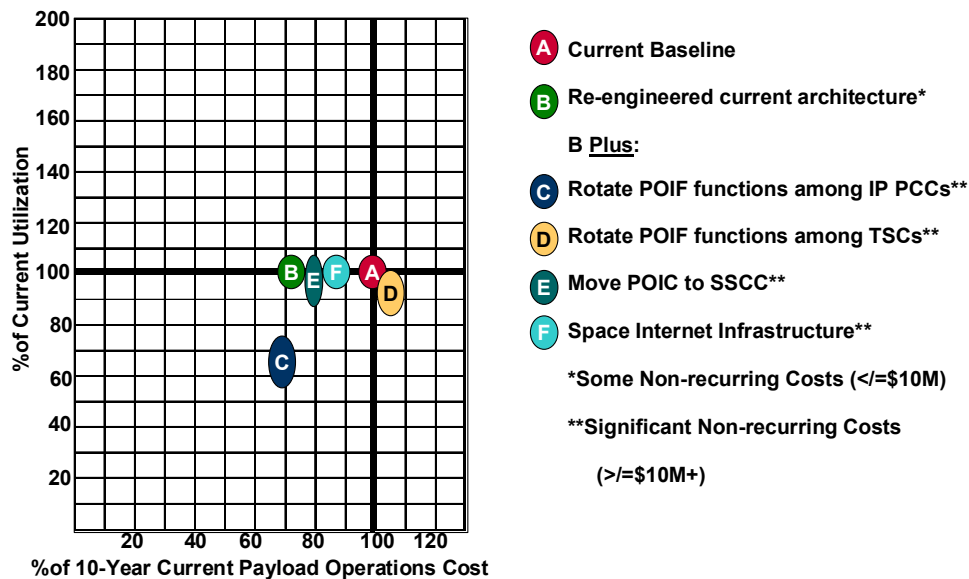 200
180
160
140
120
100
80
60
40
20
%of Current Utilization
B
E
F
A
D
C
20 40 60 80 100 120
%of 10-Year Current Payload Operations Cost
A Current Baseline
B Re-engineered current architecture*
B Plus:
C Rotate POIF functions among IP PCCs**
D Rotate POIF functions among TSCs**
E Move POIC to SSCC**
F Space Internet Infrastructure**
*Some Non-recurring Costs (</=$10M)
**Significant Non-recurring Costs
(>/=$10M+)